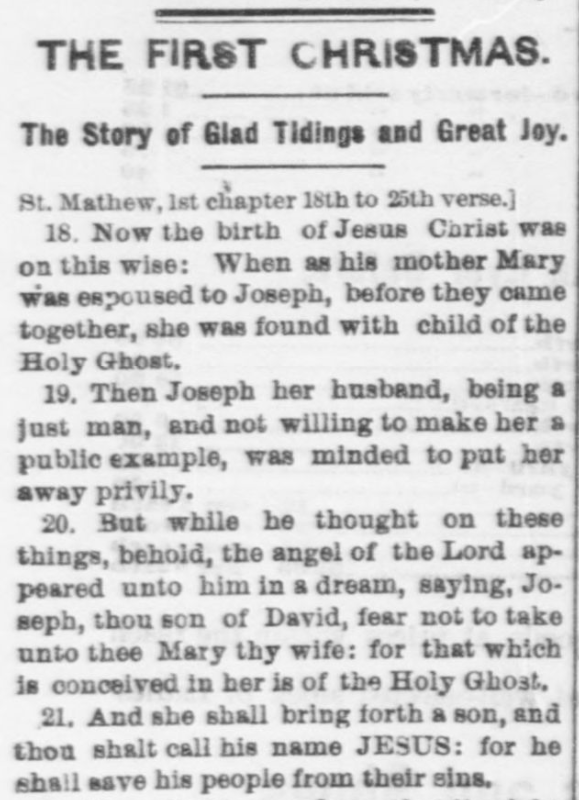 THE FIRST CHRISTMAS.
The Story of Glad Tidings and Great Joy.
St. Mathew, 1st chapter 18th to 25th verse.]
18. Now the birth of Jesus Christ was
on this wise: When as his mother Mary
was espoused to Joseph, before they came
together, she was found with child of the
Holy Ghost.
19. Then Joseph her husband, being a
just man, and not willing to make her a
public example, was minded to put her
away privily.
20. But while he thought on these
things, behold, the angel of the Lord ap-
peared unto him in a dream, saying, Jo-
seph, thou son of David, fear not to take
unto thee Mary thy wife: for that which
is conceived in her is of the Holy Ghost.
21. And she shall bring forth a son, and
thou shalt call his name JESUS: for he
shall save his people from their sins.